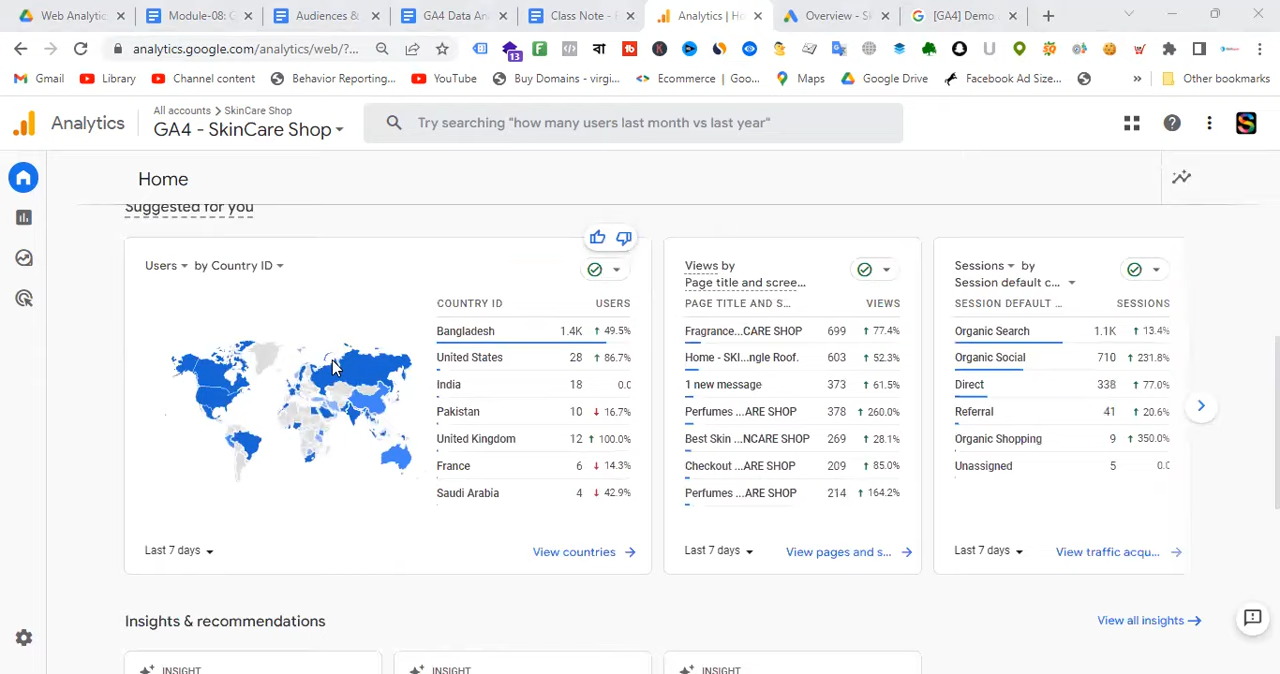 Web Analytic
Module-08: G
Audiences &
GA4 Data An
Class Note - F
Analytics | Ho
Overview - Sk
[GA4] Demo
analytics.google.com/analytics/web/?...
বা
13
Gmail
Library
Channel content
Behavior Reporting...
YouTube
Buy Domains - virgi...
Ecommerce | Goo...
Maps
Google Drive
Facebook Ad Size...
»
Other bookmarks
Analytics
All accounts > SkinCare Shop
GA4 - SkinCare Shop
Try searching "how many users last month vs last year"
Home
Suggested for you
Users by Country ID
COUNTRY ID USERS
Bangladesh 1.4K ↑ 49.5%
United States 28 ↑ 86.7%
India 18 0.0
Pakistan 10 ↓ 16.7%
United Kingdom 12 ↑ 100.0%
France 6 ↓ 14.3%
Saudi Arabia 4 ↓ 42.9%
Last 7 days
View countries →
Views by
Page title and scree...
PAGE TITLE AND S... VIEWS
Fragrance...CARE SHOP 699 ↑ 77.4%
Home - SKI...ngle Roof. 603 ↑ 52.3%
1 new message 373 ↑ 61.5%
Perfumes ...ARE SHOP 378 ↑ 260.0%
Best Skin ...NCARE SHOP 269 ↑ 28.1%
Checkout ...ARE SHOP 209 ↑ 85.0%
Perfumes ...ARE SHOP 214 ↑ 164.2%
Last 7 days
View pages and s... →
Sessions by
Session default c...
SESSION DEFAULT ... SESSIONS
Organic Search 1.1K ↑ 13.4%
Organic Social 710 ↑ 231.8%
Direct 338 ↑ 77.0%
Referral 41 ↑ 20.6%
Organic Shopping 9 ↑ 350.0%
Unassigned 5 0.0
Last 7 days
View traffic acqu... →
Insights & recommendations
View all insights →
INSIGHT
INSIGHT
INSIGHT